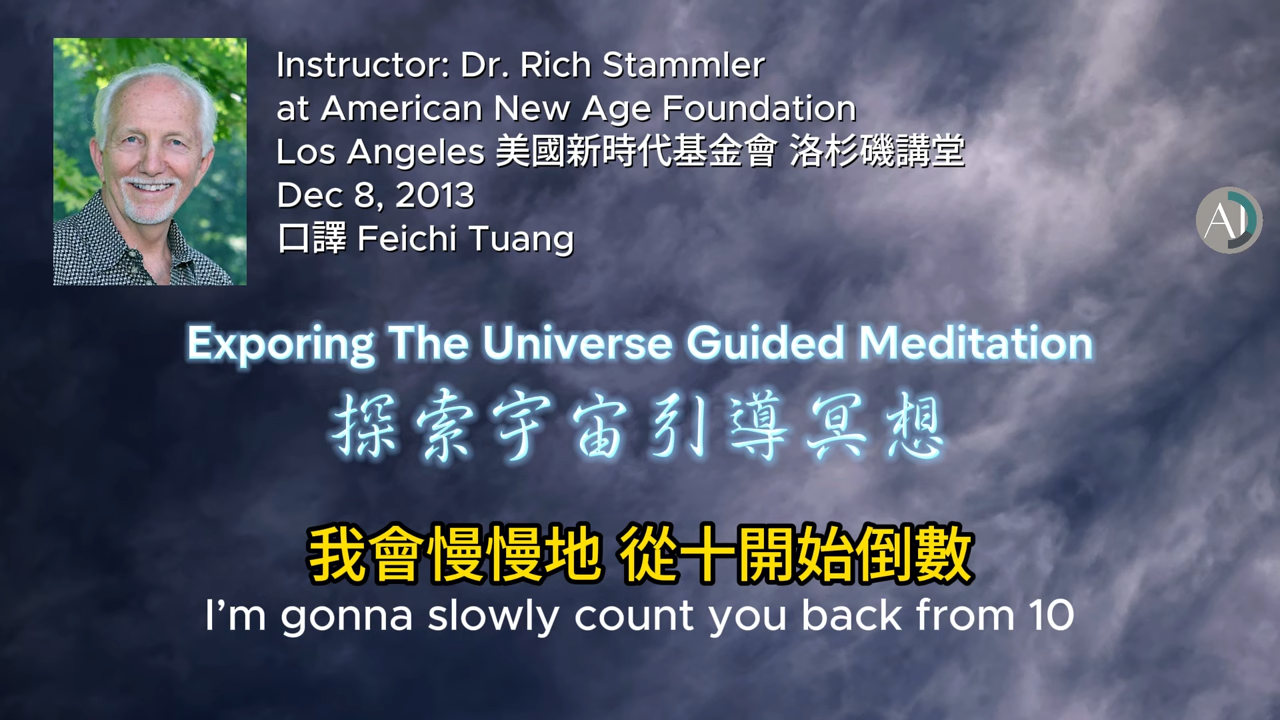 Instructor: Dr. Rich Stammler
at American New Age Foundation
Los Angeles 美國新時代基金會 洛杉磯講堂
Dec 8, 2013
口譯 Feichi Tuang
AI
Exporing The Universe Guided Meditation
探索宇宙引導冥想
我會慢慢地 從十開始倒數
I’m gonna slowly count you back from 10